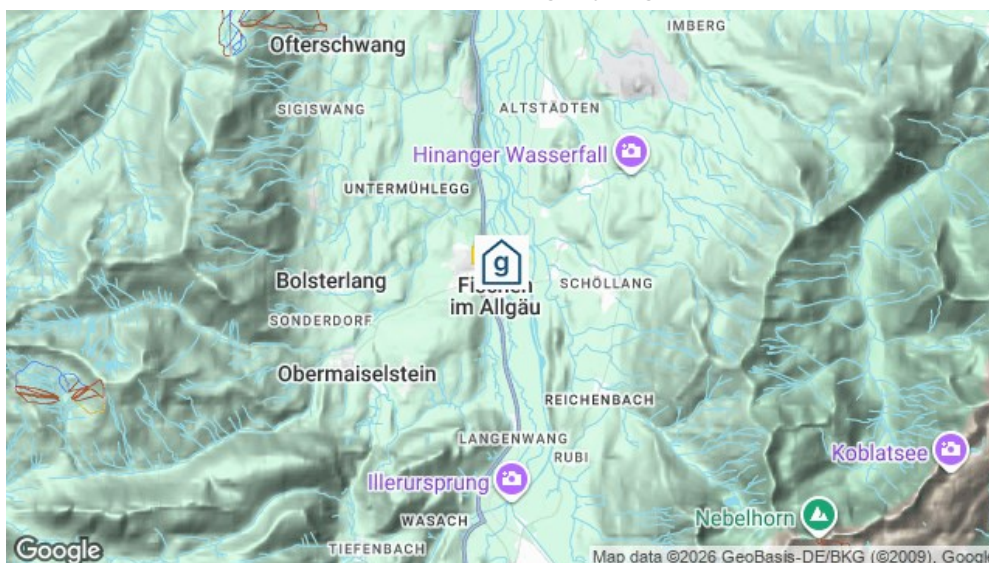 IMBERG
Ofterschwang
SIGISWANG
ALTSTÄDTEN
Hinanger Wasserfall
UNTERMÜHLEGG
g
Bolsterlang
SCHÖLLANG
im Allgäu
SONDERDORF
Obermaiselstein
REICHENBACH
LANGENWANG
RUBI
Koblatsee
Illerursprung
WASACH
Nebelhorn
TIEFENBACH
Google
Map data ©2026 GeoBasis-DE/BKG (©2009), Google